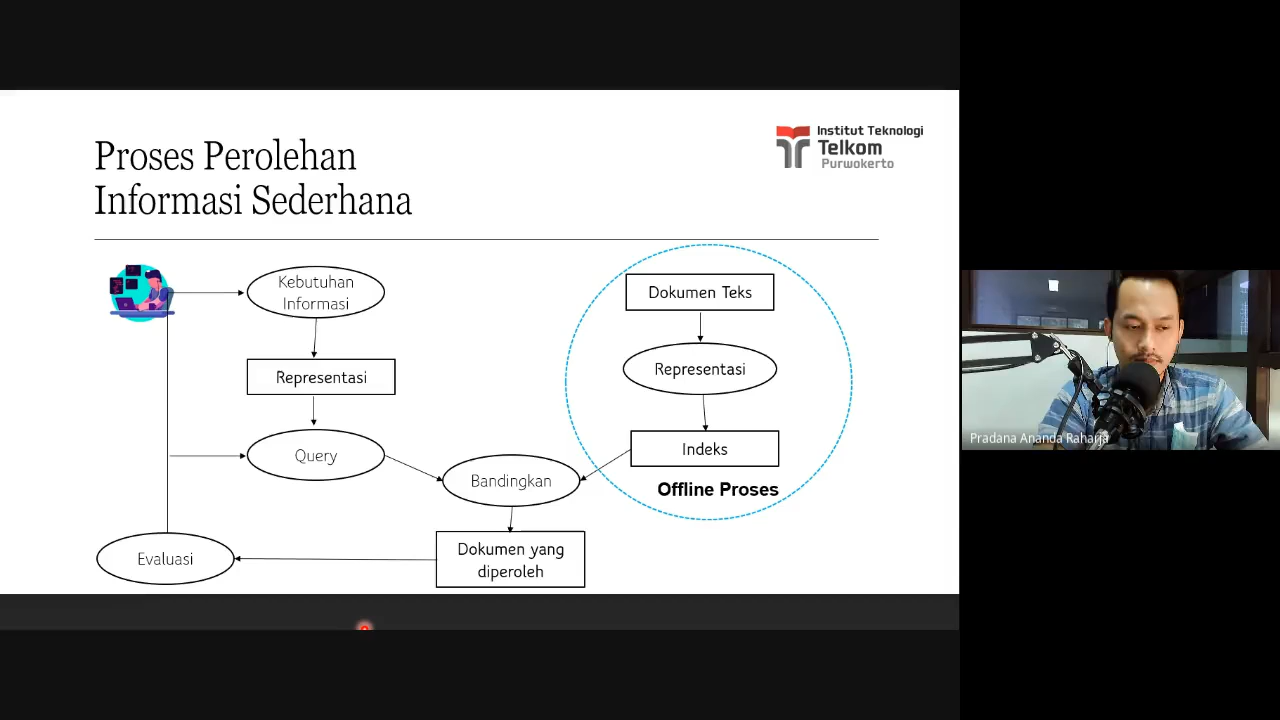 Proses Perolehan
Informasi Sederhana
Institut Teknologi
Telkom
Purwokerto
Kebutuhan
Informasi
Representasi
Query
Bandingkan
Dokumen yang
diperoleh
Evaluasi
Dokumen Teks
Representasi
Indeks
Offline Proses
Pradana Ananda Raharja